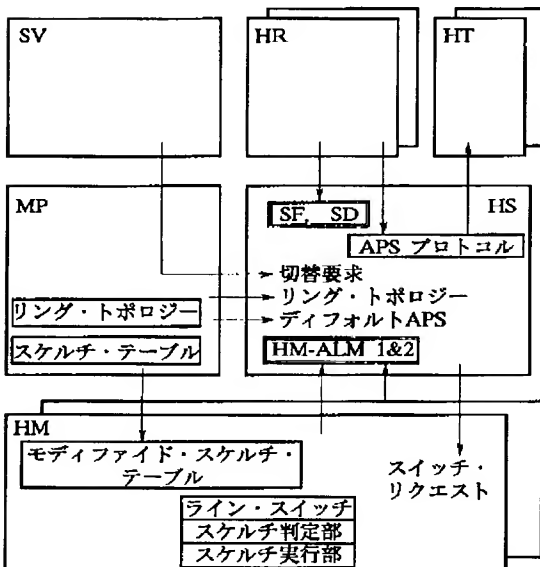 SV
HR
HT
MP
HS
SF, SD
APS プロトコル
切替要求
リング・トポロジー
リング・トポロジー
ディフォルトAPS
スケルチ・テーブル
HM-ALM 1&2
HM
モディファイド・スケルチ・
テーブル
スイッチ・
リクエスト
ライン・スイッチ
スケルチ判定部
スケルチ実行部